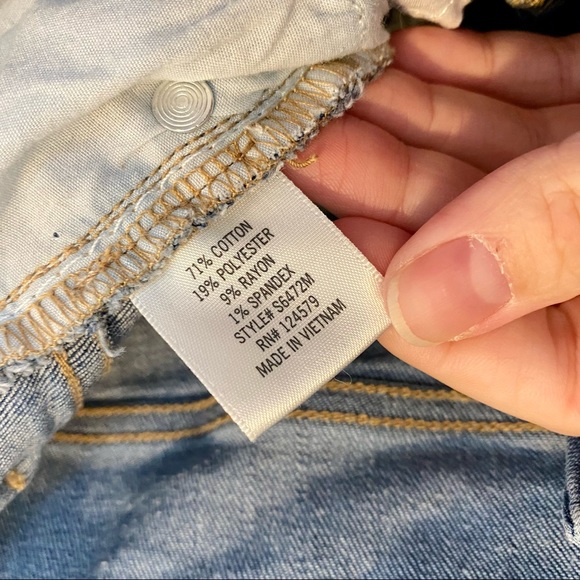 71% COTTON
19% POLYESTER
9% RAYON
1% SPANDEX
STYLE# S6472M
RN# 124579
MADE IN VIETNAM